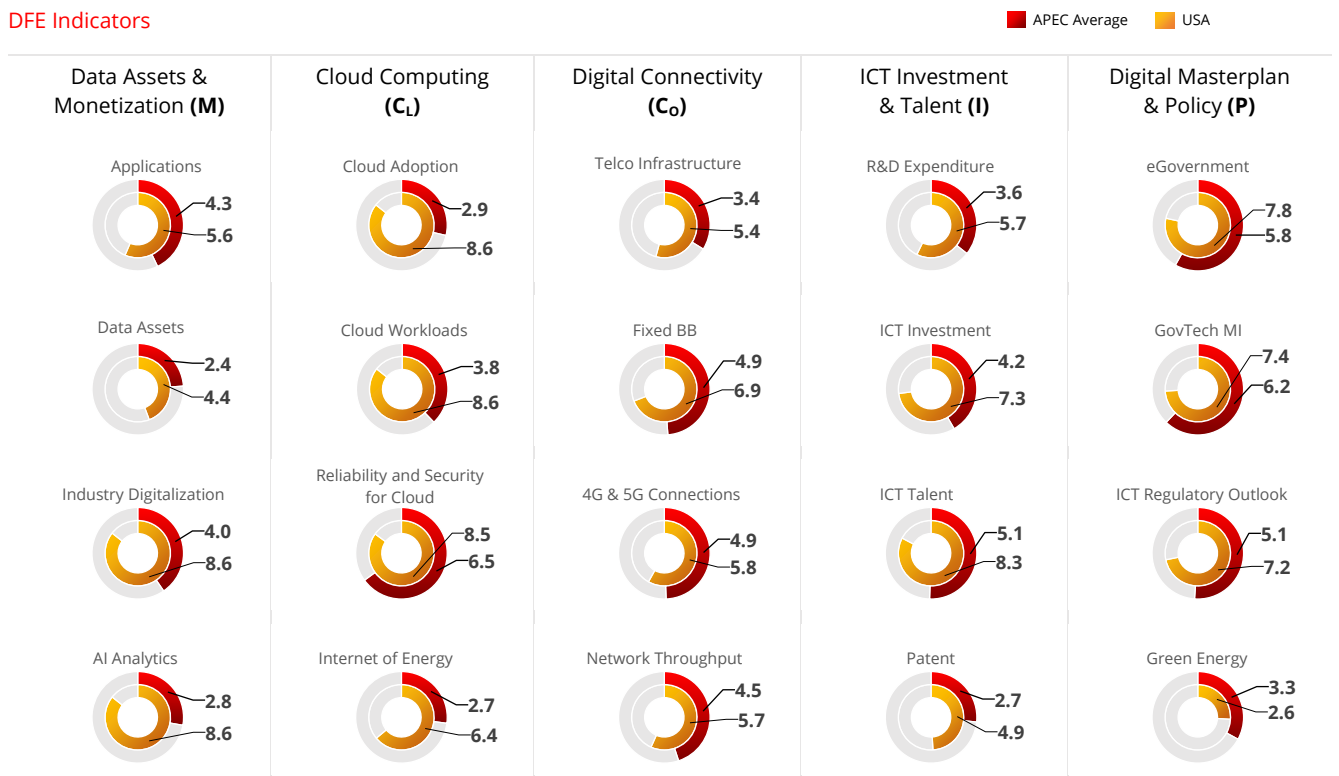 DFE Indicators
APEC Average
USA
Data Assets &
Monetization (M)
Cloud Computing
(CL)
Digital Connectivity
(CO)
ICT Investment
& Talent (I)
Digital Masterplan
& Policy (P)
Applications
4.3
5.6
Cloud Adoption
2.9
8.6
Telco Infrastructure
3.4
5.4
R&D Expenditure
3.6
5.7
eGovernment
7.8
5.8
Data Assets
2.4
4.4
Cloud Workloads
3.8
8.6
Fixed BB
4.9
6.9
ICT Investment
4.2
7.3
GovTech MI
7.4
6.2
Industry Digitalization
4.0
8.6
Reliability and Security
for Cloud
8.5
6.5
4G & 5G Connections
4.9
5.8
ICT Talent
5.1
8.3
ICT Regulatory Outlook
5.1
7.2
AI Analytics
2.8
8.6
Internet of Energy
2.7
6.4
Network Throughput
4.5
5.7
Patent
2.7
4.9
Green Energy
3.3
2.6